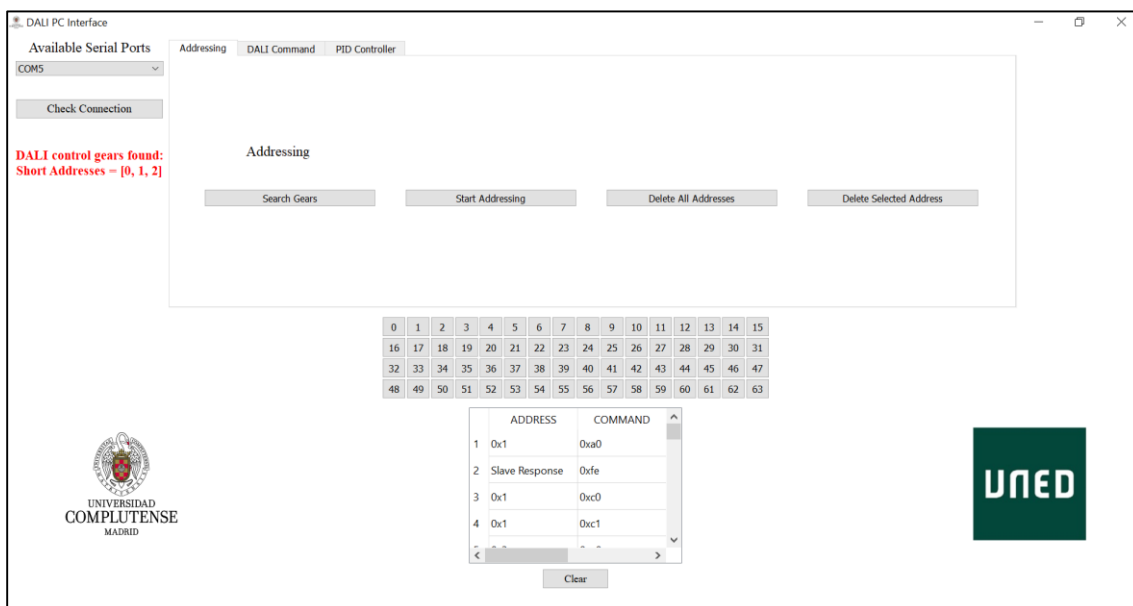 DALI PC Interface
Available Serial Ports
COM5
Check Connection
DALI control gears found:
Short Addresses = [0, 1, 2]
Addressing DALI Command PID Controller
Addressing
Search Gears Start Addressing Delete All Addresses Delete Selected Address
0 1 2 3 4 5 6 7 8 9 10 11 12 13 14 15
16 17 18 19 20 21 22 23 24 25 26 27 28 29 30 31
32 33 34 35 36 37 38 39 40 41 42 43 44 45 46 47
48 49 50 51 52 53 54 55 56 57 58 59 60 61 62 63
ADDRESS COMMAND
1 0x1 0xa0
2 Slave Response 0xfe
3 0x1 0xc0
4 0x1 0xc1
Clear
UNIVERSIDAD
COMPLUTENSE
MADRID
UNED